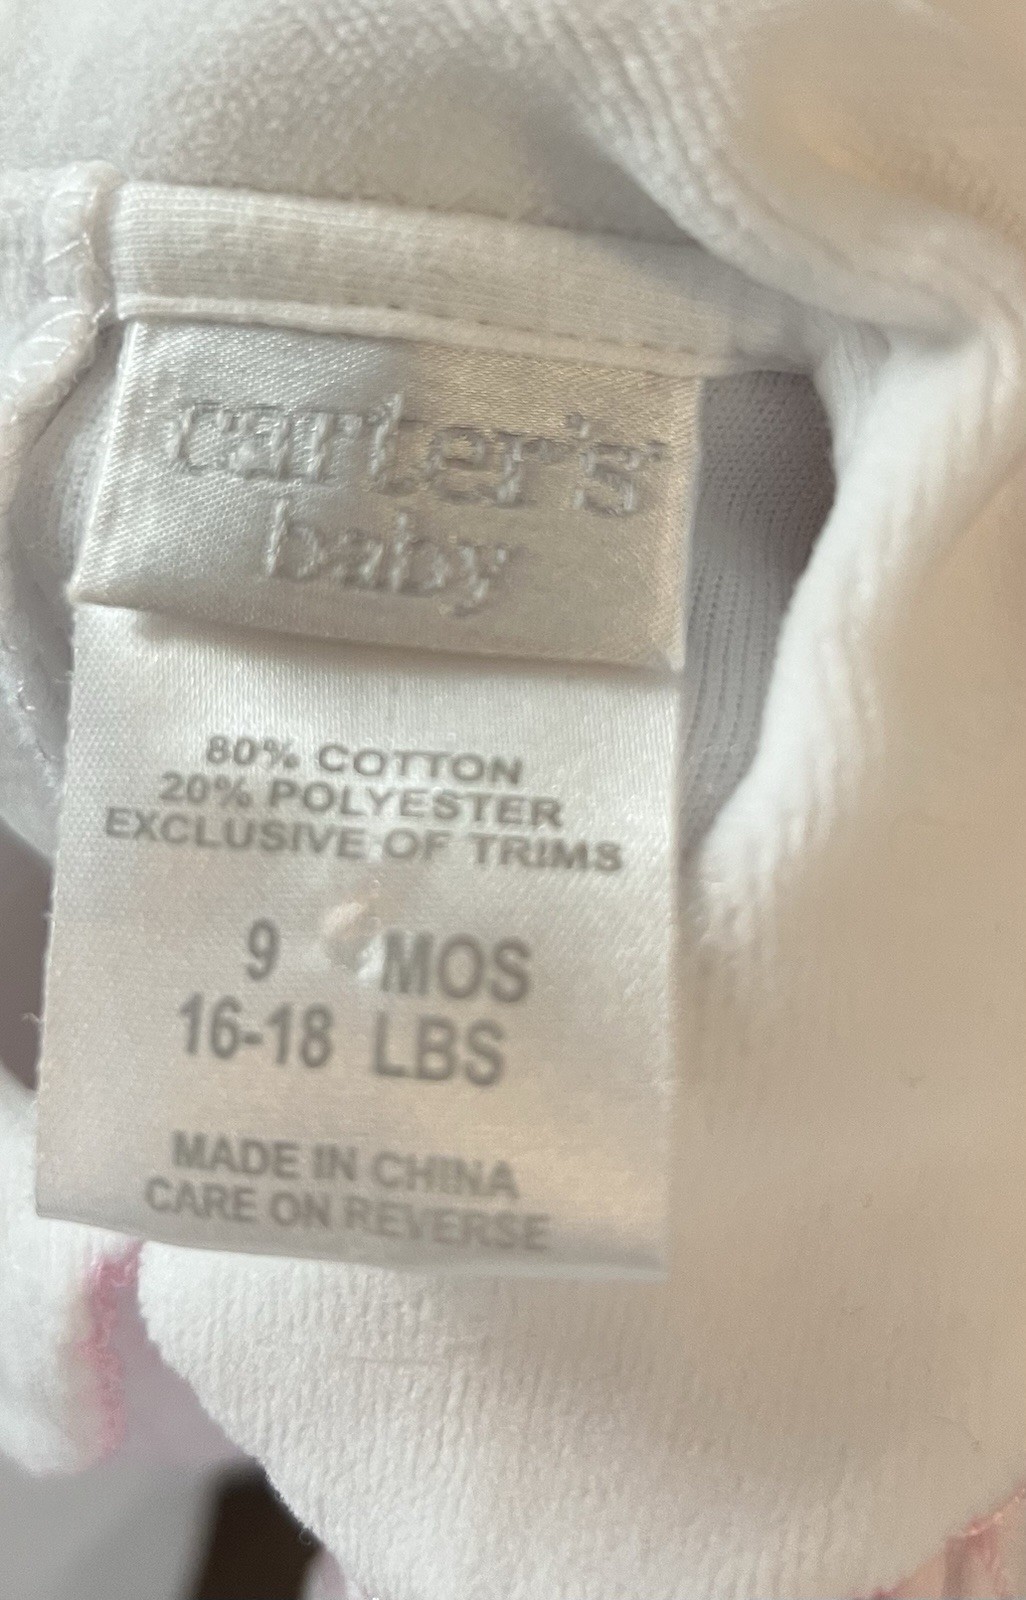 carter's
baby
80% COTTON
20% POLYESTER
EXCLUSIVE OF TRIMS
9 MOS
16-18 LBS
MADE IN CHINA
CARE ON REVERSE